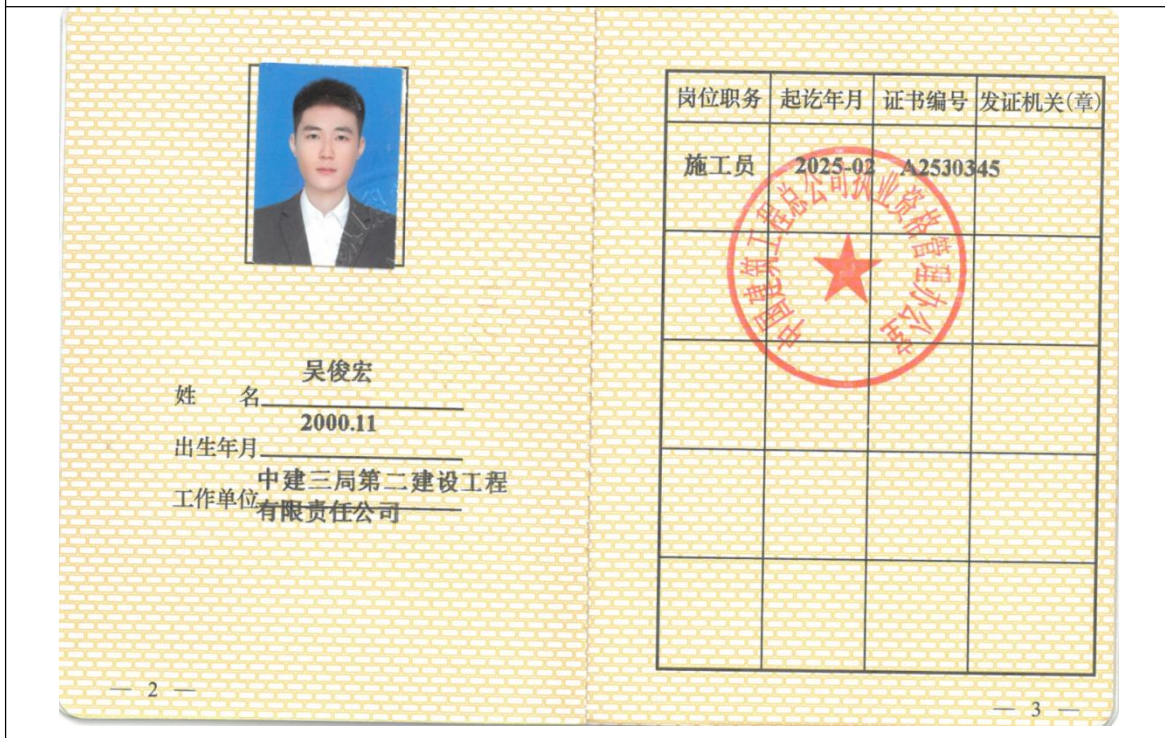 吴俊宏
姓 名
2000.11
出生年月
中建三局第二建设工程
工作单位
有限责任公司
— 2 —
岗位职务 起讫年月 证书编号 发证机关(章)
施工员 2025-02 A2530345
中国建筑工程总公司执业资格管理办公室
— 3 —